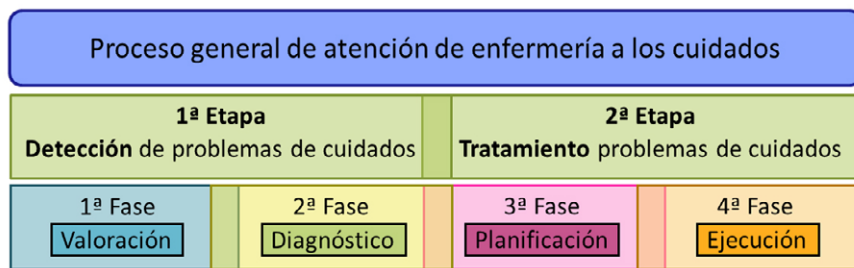 Proceso general de atención de enfermería a los cuidados
1ª Etapa
Detección de problemas de cuidados
2ª Etapa
Tratamiento problemas de cuidados
1ª Fase
Valoración
2ª Fase
Diagnóstico
3ª Fase
Planificación
4ª Fase
Ejecución